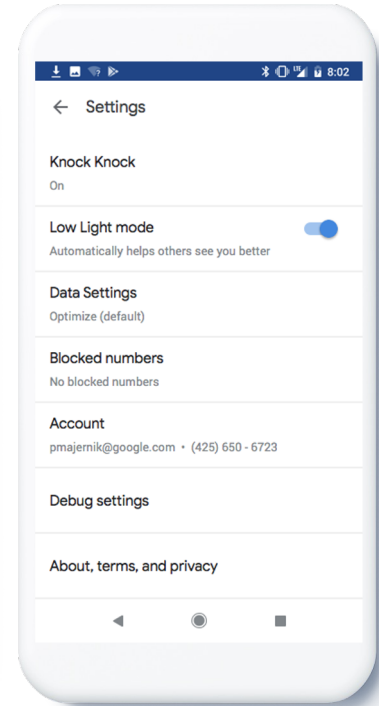 8:02
Settings
Knock Knock
On
Low Light mode
Automatically helps others see you better
Data Settings
Optimize (default)
Blocked numbers
No blocked numbers
Account
pmajernik@google.com • (425) 650 - 6723
Debug settings
About, terms, and privacy